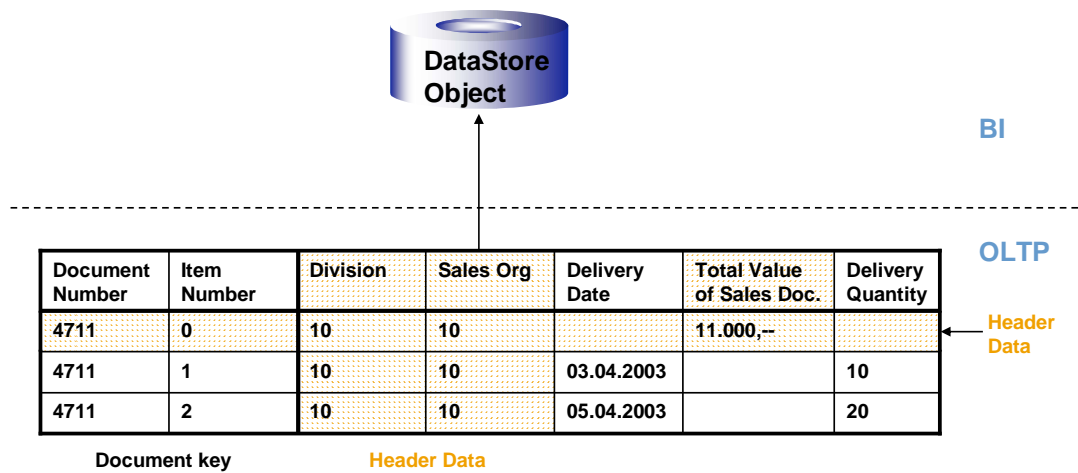 DataStore
Object
BI
OLTP
Document Number
Item Number
Division
Sales Org
Delivery Date
Total Value of Sales Doc.
Delivery Quantity
4711 0 10 10 11.000,--
Header
Data
4711 1 10 10 03.04.2003 10
4711 2 10 10 05.04.2003 20
Document key
Header Data